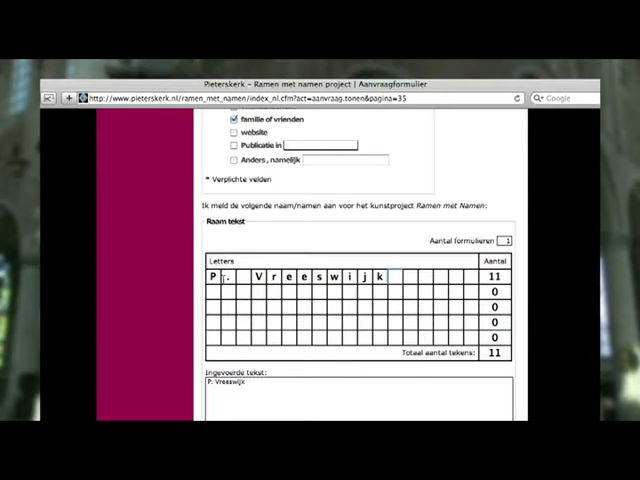 Pieterskerk - Ramen met namen project | Aanvraagformulier
http://www.pieterskerk.nl/ramen_met_namen/index_nl.cfm?act=aanvraag.tonen&pagina=35
Google
familie of vrienden
website
Publicatie in
Anders, namelijk
* Verplichte velden
Ik meld de volgende naam/namen aan voor het kunstproject Ramen met Namen:
Raam tekst
Aantal formulieren 1
Letters Aantal
P. Vreeswijk 11
0
0
0
0
Totaal aantal tekens: 11
Ingevoerde tekst:
P. Vreeswijk